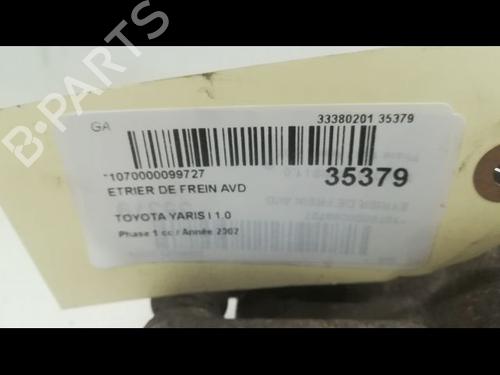 B-PARTS
GA
33380201 35379
*1070000099727
ETRIER DE FREIN AVD
35379
TOYOTA YARIS I 1.0
Phase 1 cc / Année 2002